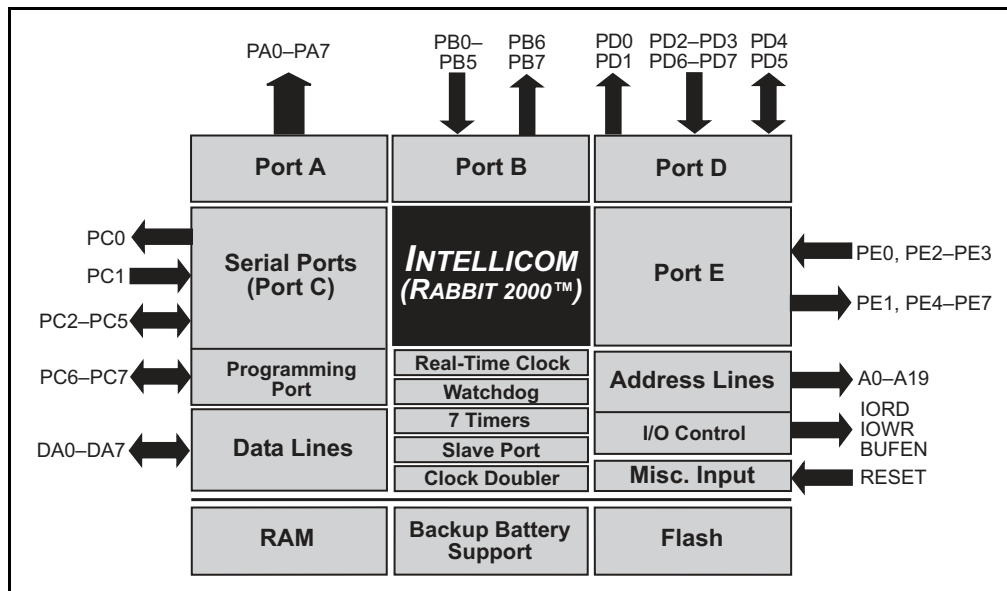 PA0–PA7
PB0–
PB5
PB6
PB7
PD0
PD1
PD2–PD3
PD6–PD7
PD4
PD5
Port A
Port B
Port D
PC0
PC1
PC2–PC5
PC6–PC7
DA0–DA7
Serial Ports
(Port C)
Programming
Port
Data Lines
INTELLICOM
(RABBIT 2000™)
Real-Time Clock
Watchdog
7 Timers
Slave Port
Clock Doubler
Port E
Address Lines
I/O Control
Misc. Input
PE0, PE2–PE3
PE1, PE4–PE7
A0–A19
IORD
IOWR
BUFEN
RESET
RAM
Backup Battery
Support
Flash